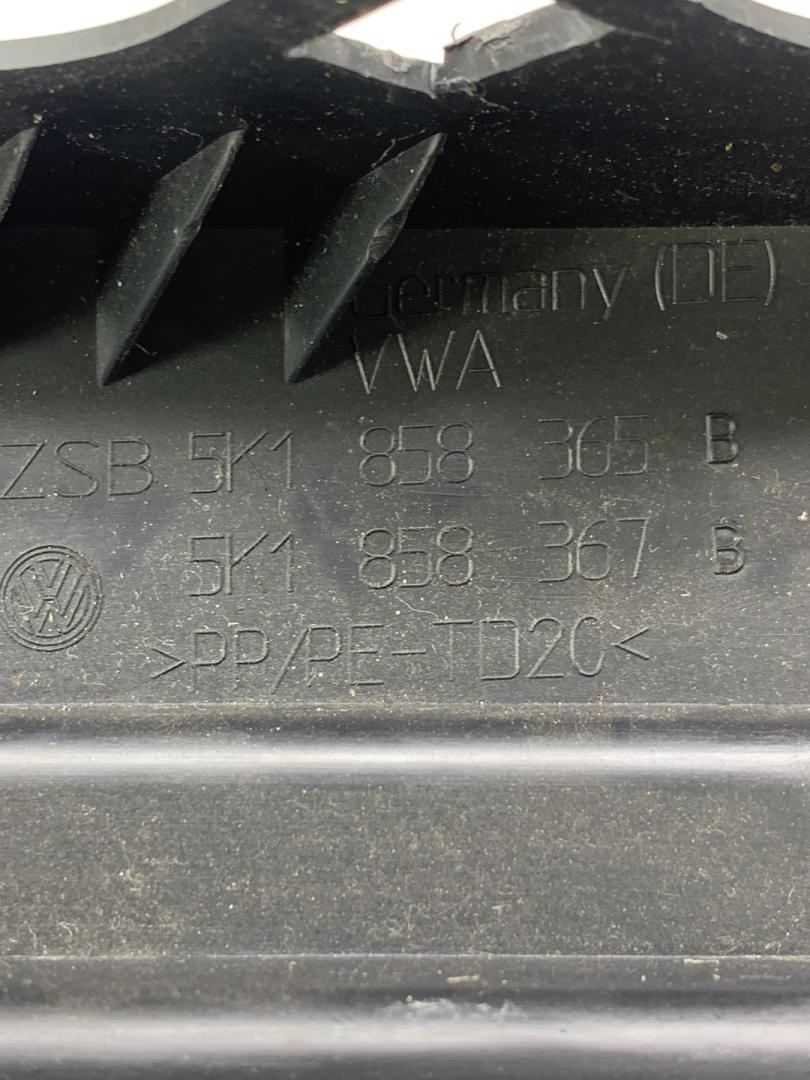 Germany (DE)
VWA
ZSB 5K1 858 365 B
5K1 858 367 B
>PP/PE-TD20<